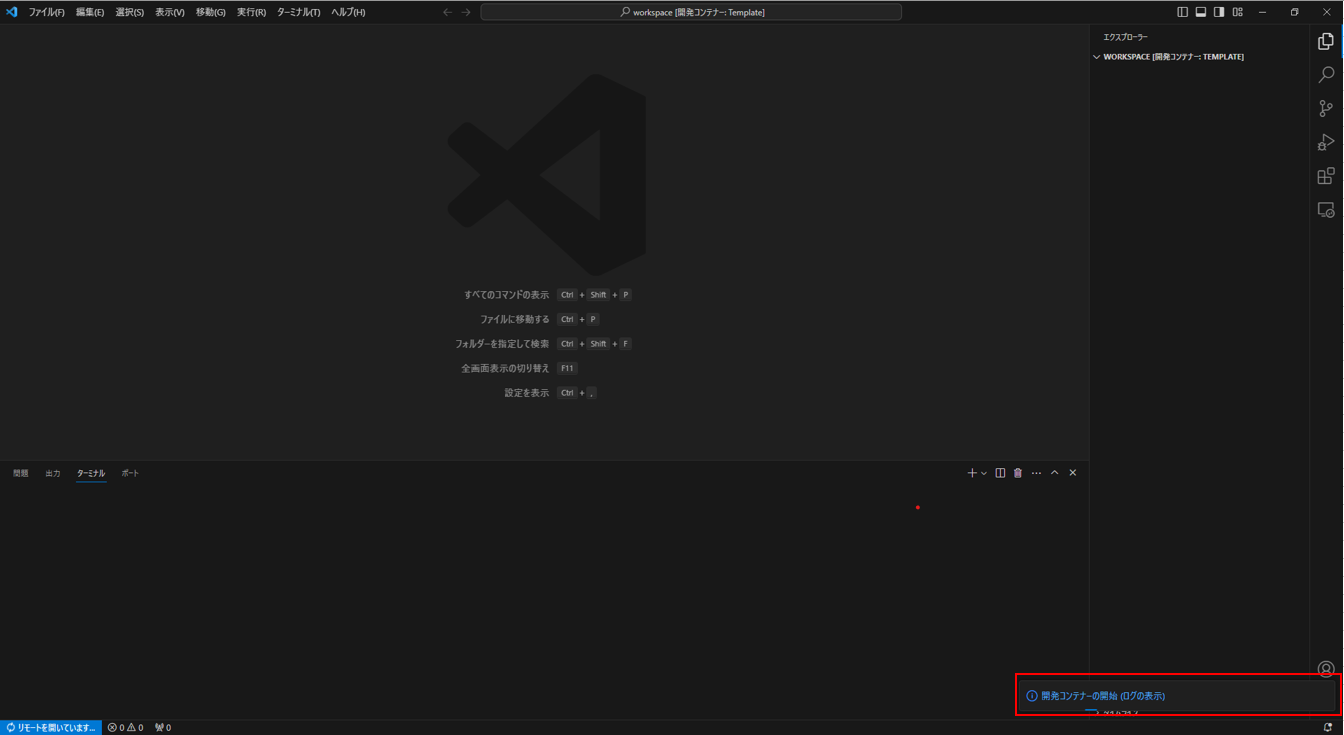 ファイル(F) 編集(E) 選択(S) 表示(V) 移動(G) 実行(R) ターミナル(T) ヘルプ(H) workspace [開発コンテナー: Template]
エクスプローラー
WORKSPACE [開発コンテナー: TEMPLATE]
すべてのコマンドの表示 Ctrl + Shift + P
ファイルに移動する Ctrl + P
フォルダーを指定して検索 Ctrl + Shift + F
全画面表示の切り替え F11
設定を表示 Ctrl + ,
問題 出力 ターミナル ポート
開発コンテナーの開始 (ログの表示)
リモートを開いています... 0 0 0